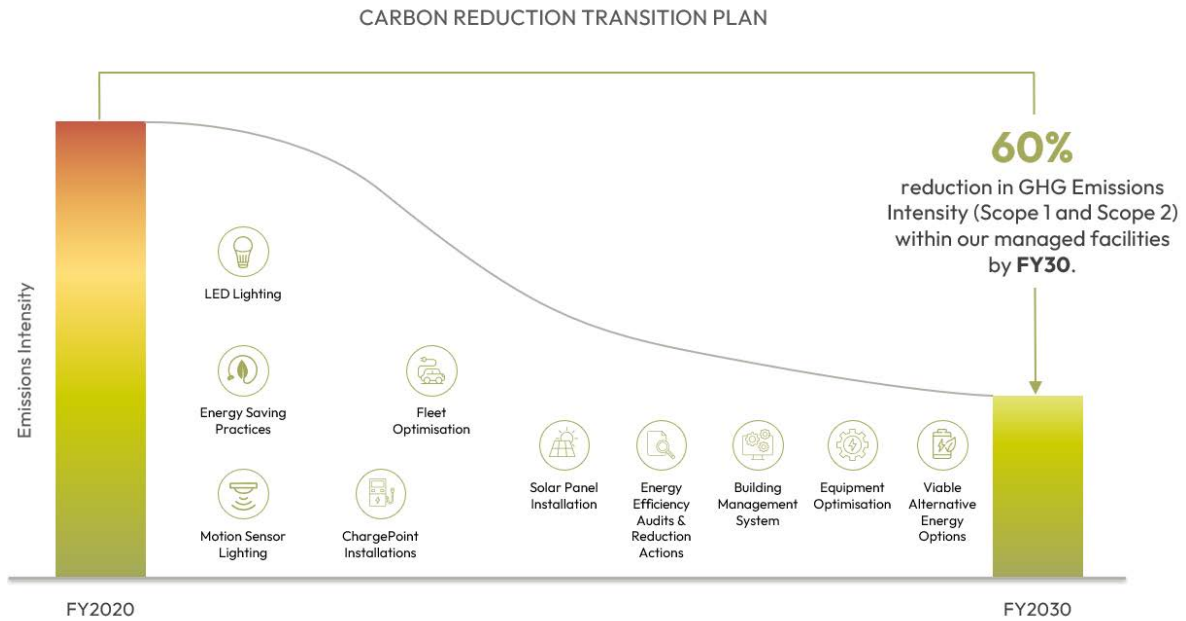 CARBON REDUCTION TRANSITION PLAN
60%
reduction in GHG Emissions
Intensity (Scope 1 and Scope 2)
within our managed facilities
by FY30.
Emissions Intensity
LED Lighting
Energy Saving
Practices
Fleet
Optimisation
Motion Sensor
Lighting
ChargePoint
Installations
Solar Panel
Installation
Energy
Efficiency
Audits &
Reduction
Actions
Building
Management
System
Equipment
Optimisation
Viable
Alternative
Energy
Options
FY2020
FY2030